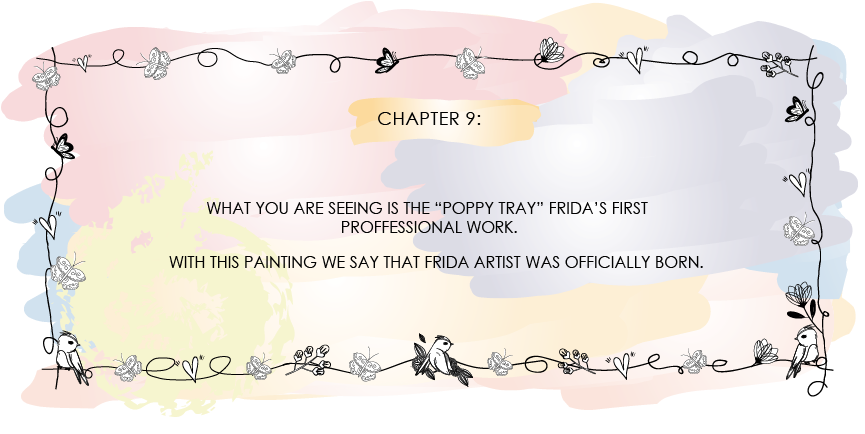 CHAPTER 9:
WHAT YOU ARE SEEING IS THE “POPPY TRAY” FRIDA’S FIRST
PROFFESSIONAL WORK.
WITH THIS PAINTING WE SAY THAT FRIDA ARTIST WAS OFFICIALLY BORN.